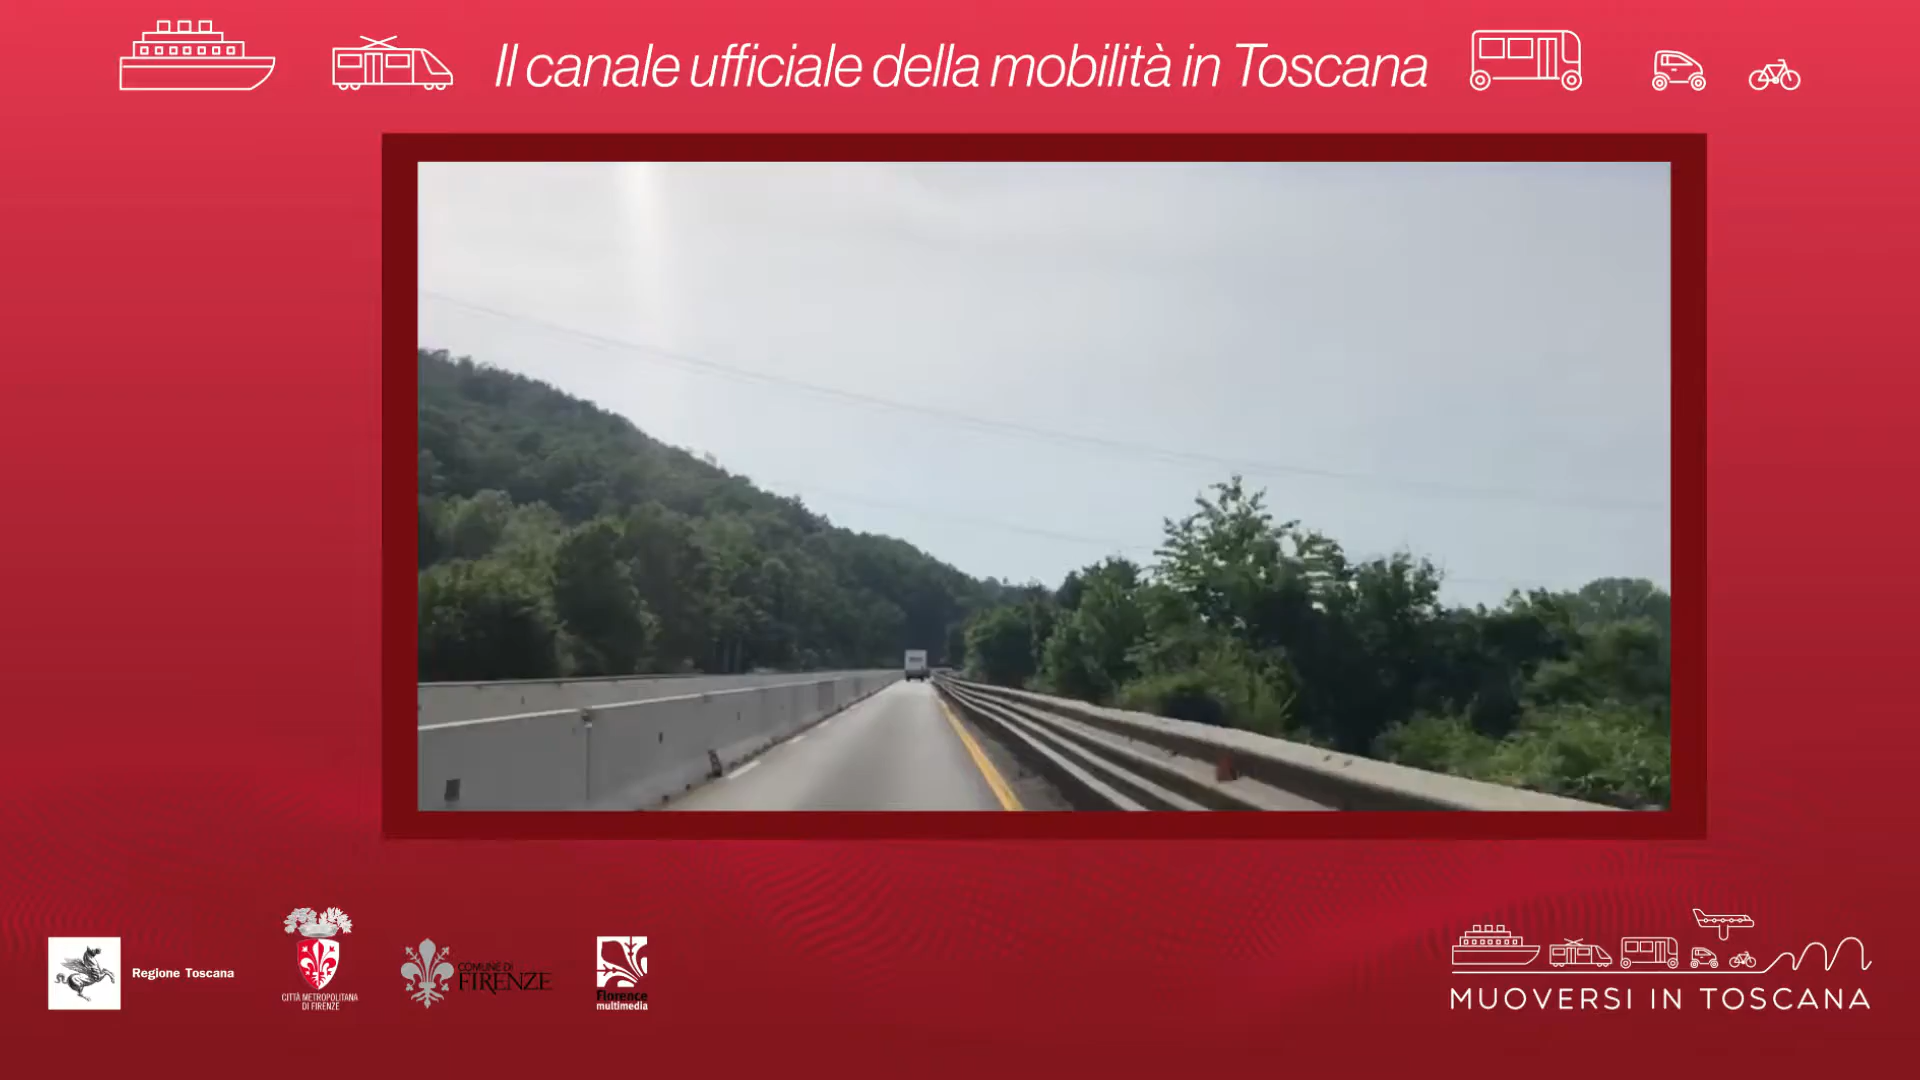 Il canale ufficiale della mobilità in Toscana
Regione Toscana
CITTÀ METROPOLITANA
DI FIRENZE
COMUNE DI
FIRENZE
Florence
multimedia
MUOVERSI IN TOSCANA